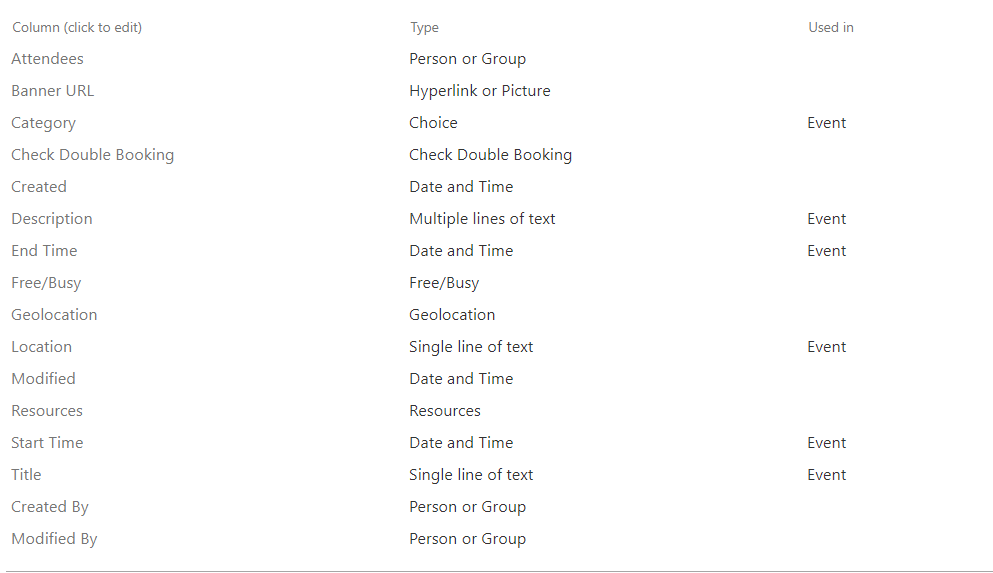 Column (click to edit) Type Used in
Attendees Person or Group
Banner URL Hyperlink or Picture
Category Choice Event
Check Double Booking Check Double Booking
Created Date and Time
Description Multiple lines of text Event
End Time Date and Time Event
Free/Busy Free/Busy
Geolocation Geolocation
Location Single line of text Event
Modified Date and Time
Resources Resources
Start Time Date and Time Event
Title Single line of text Event
Created By Person or Group
Modified By Person or Group